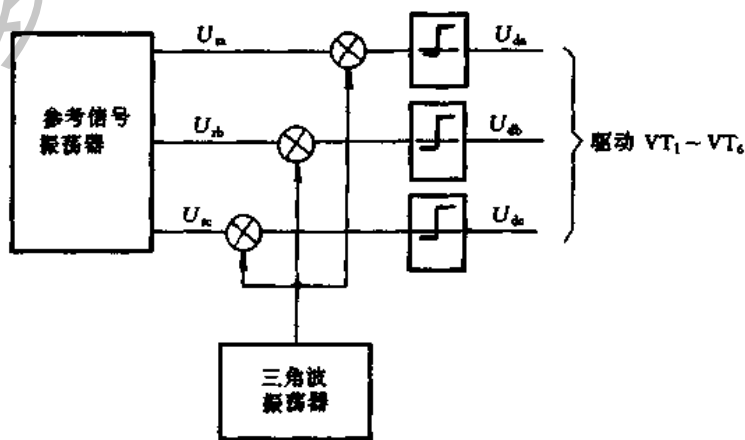 U_ra
U_da
参考信号
振荡器
U_rb
U_db
驱动 VT₁~VT₆
U_rc
U_dc
三角波
振荡器